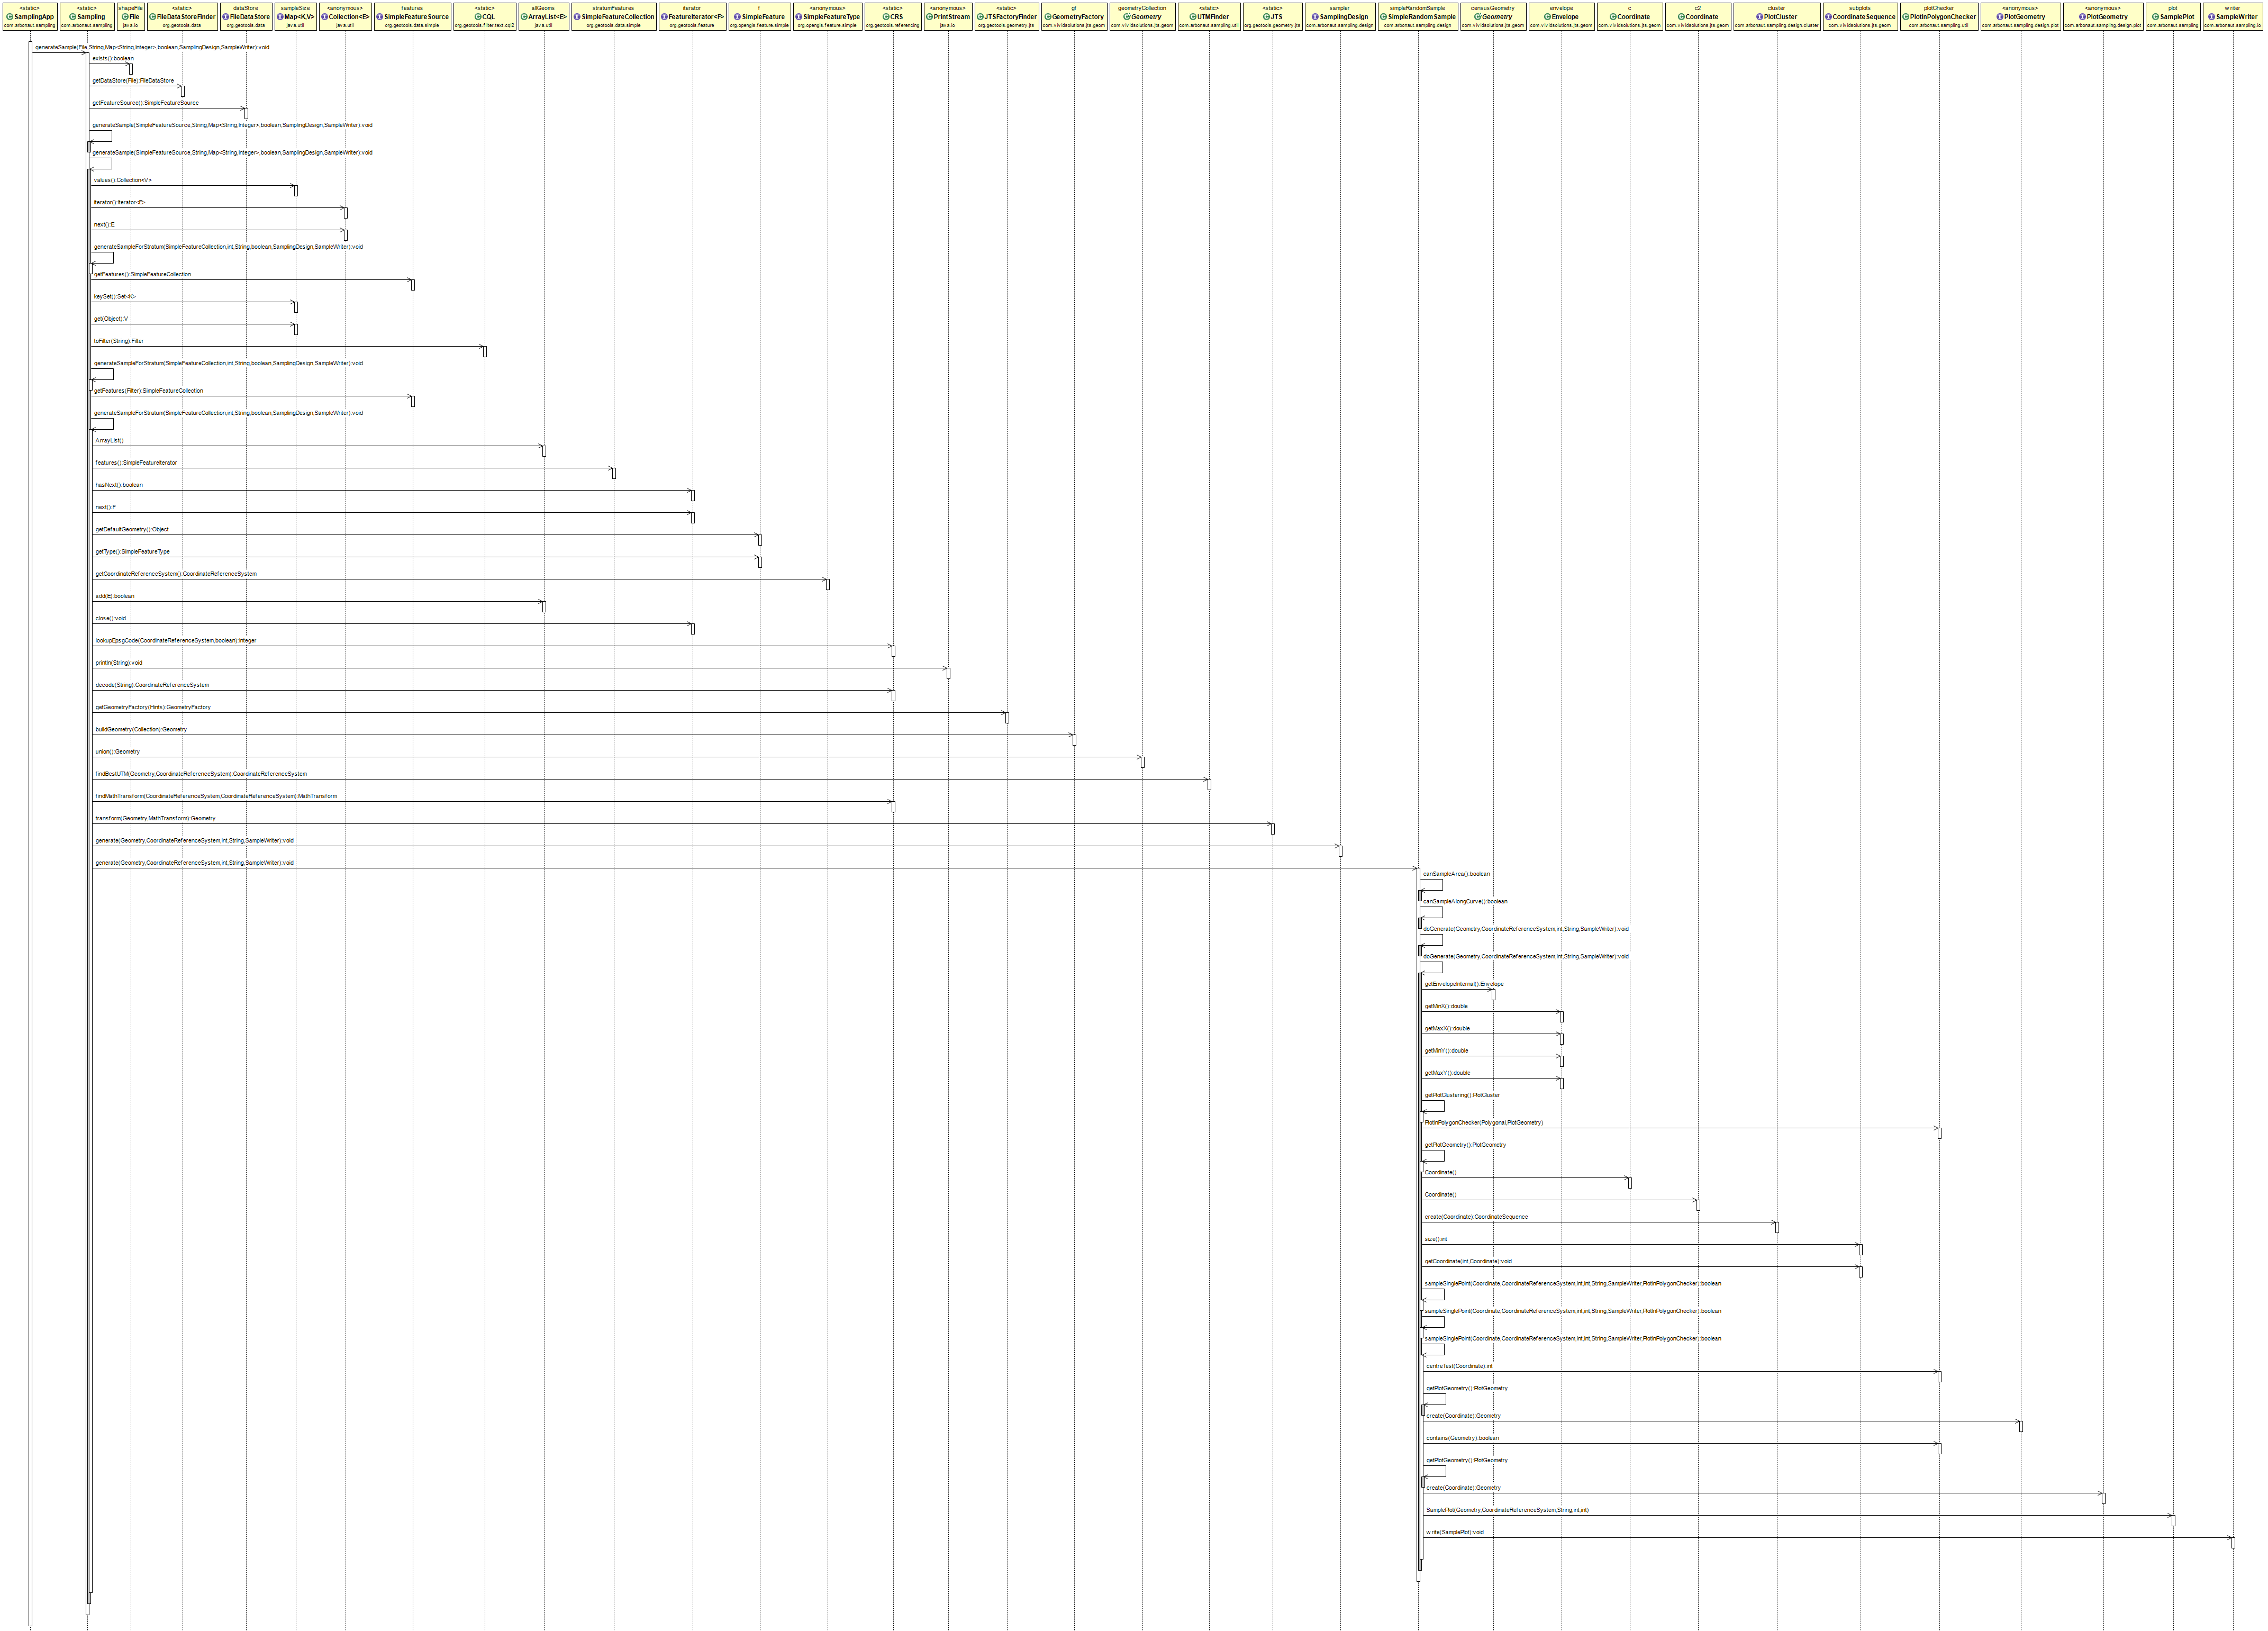 <static>
SamplingApp
com.arbonaut.sampling
<static>
Sampling
com.arbonaut.sampling
shapeFile
File
java.io
<static>
FileDataStoreFinder
org.geotools.data
dataStore
FileDataStore
org.geotools.data
sampleSize
Map<K,V>
java.util
<anonymous>
Collection<E>
java.util
features
SimpleFeatureSource
org.geotools.data.simple
<static>
CQL
org.geotools.filter.text.cql2
allGeoms
ArrayList<E>
java.util
stratumFeatures
SimpleFeatureCollection
org.geotools.data.simple
iterator
FeatureIterator<F>
org.geotools.feature
f
SimpleFeature
org.opengis.feature.simple
<anonymous>
SimpleFeatureType
org.opengis.feature.simple
<static>
CRS
org.geotools.referencing
<anonymous>
PrintStream
java.io
<static>
JTSFactoryFinder
org.geotools.geometry.jts
gf
GeometryFactory
com.vividsolutions.jts.geom
geometryCollection
Geometry
com.vividsolutions.jts.geom
<static>
UTMFinder
com.arbonaut.sampling.util
<static>
JTS
org.geotools.geometry.jts
sampler
SamplingDesign
com.arbonaut.sampling.design
simpleRandomSample
SimpleRandomSample
com.arbonaut.sampling.design
censusGeometry
Geometry
com.vividsolutions.jts.geom
envelope
Envelope
com.vividsolutions.jts.geom
c
Coordinate
com.vividsolutions.jts.geom
c2
Coordinate
com.vividsolutions.jts.geom
cluster
PlotCluster
com.arbonaut.sampling.design.cluster
subplots
CoordinateSequence
com.vividsolutions.jts.geom
plotChecker
PlotInPolygonChecker
com.arbonaut.sampling.util
<anonymous>
PlotGeometry
com.arbonaut.sampling.design.plot
<anonymous>
PlotGeometry
com.arbonaut.sampling.design.plot
plot
SamplePlot
com.arbonaut.sampling
writer
SampleWriter
com.arbonaut.sampling.io
generateSample(File,String,Map<String,Integer>,boolean,SamplingDesign,SampleWriter):void
exists():boolean
getDataStore(File):FileDataStore
getFeatureSource():SimpleFeatureSource
generateSample(SimpleFeatureSource,String,Map<String,Integer>,boolean,SamplingDesign,SampleWriter):void
generateSample(SimpleFeatureSource,String,Map<String,Integer>,boolean,SamplingDesign,SampleWriter):void
values():Collection<V>
iterator():Iterator<E>
next():E
generateSampleForStratum(SimpleFeatureCollection,int,String,boolean,SamplingDesign,SampleWriter):void
getFeatures():SimpleFeatureCollection
keySet():Set<K>
get(Object):V
toFilter(String):Filter
generateSampleForStratum(SimpleFeatureCollection,int,String,boolean,SamplingDesign,SampleWriter):void
getFeatures(Filter):SimpleFeatureCollection
generateSampleForStratum(SimpleFeatureCollection,int,String,boolean,SamplingDesign,SampleWriter):void
ArrayList()
features():SimpleFeatureIterator
hasNext():boolean
next():F
getDefaultGeometry():Object
getType():SimpleFeatureType
getCoordinateReferenceSystem():CoordinateReferenceSystem
add(E):boolean
close():void
lookupEpsgCode(CoordinateReferenceSystem,boolean):Integer
println(String):void
decode(String):CoordinateReferenceSystem
getGeometryFactory(Hints):GeometryFactory
buildGeometry(Collection):Geometry
union():Geometry
findBestUTM(Geometry,CoordinateReferenceSystem):CoordinateReferenceSystem
findMathTransform(CoordinateReferenceSystem,CoordinateReferenceSystem):MathTransform
transform(Geometry,MathTransform):Geometry
generate(Geometry,CoordinateReferenceSystem,int,String,SampleWriter):void
generate(Geometry,CoordinateReferenceSystem,int,String,SampleWriter):void
canSampleArea():boolean
canSampleAlongCurve():boolean
doGenerate(Geometry,CoordinateReferenceSystem,int,String,SampleWriter):void
doGenerate(Geometry,CoordinateReferenceSystem,int,String,SampleWriter):void
getEnvelopeInternal():Envelope
getMinX():double
getMaxX():double
getMinY():double
getMaxY():double
getPlotClustering():PlotCluster
PlotInPolygonChecker(Polygonal,PlotGeometry)
getPlotGeometry():PlotGeometry
Coordinate()
Coordinate()
create(Coordinate):CoordinateSequence
size():int
getCoordinate(int,Coordinate):void
sampleSinglePoint(Coordinate,CoordinateReferenceSystem,int,int,String,SampleWriter,PlotInPolygonChecker):boolean
sampleSinglePoint(Coordinate,CoordinateReferenceSystem,int,int,String,SampleWriter,PlotInPolygonChecker):boolean
sampleSinglePoint(Coordinate,CoordinateReferenceSystem,int,int,String,SampleWriter,PlotInPolygonChecker):boolean
centreTest(Coordinate):int
getPlotGeometry():PlotGeometry
create(Coordinate):Geometry
contains(Geometry):boolean
getPlotGeometry():PlotGeometry
create(Coordinate):Geometry
SamplePlot(Geometry,CoordinateReferenceSystem,String,int,int)
write(SamplePlot):void